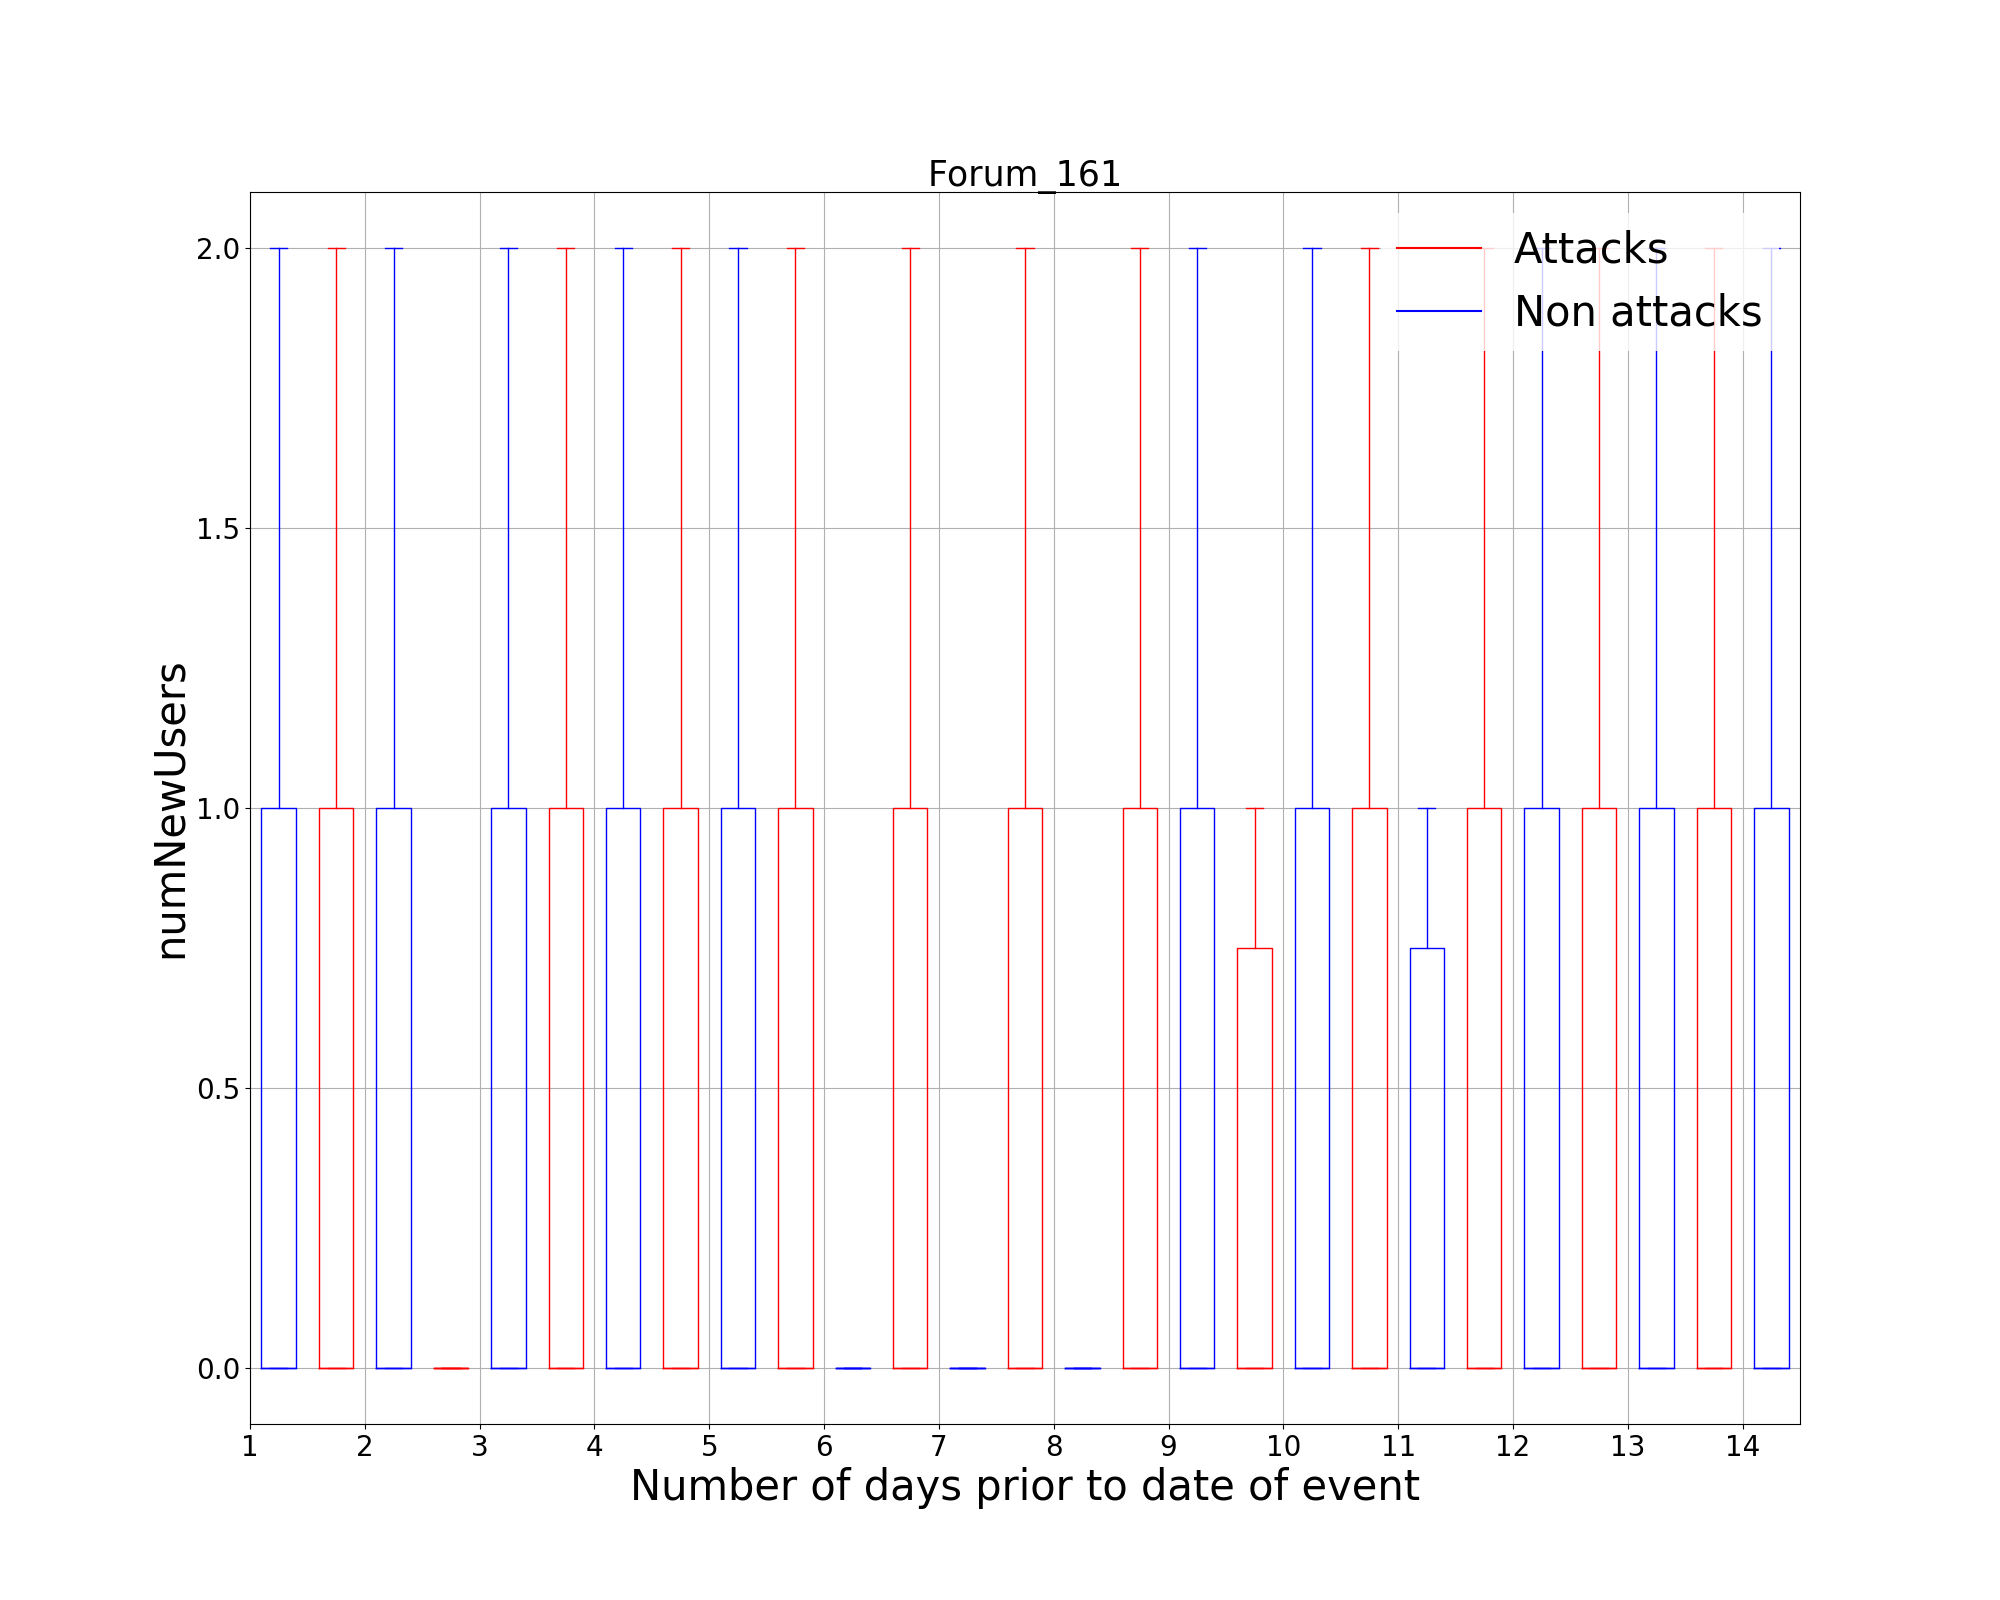 Forum_161
2.0
1.5
1.0
0.5
0.0
numNewUsers
Attacks
Non attacks
1 2 3 4 5 6 7 8 9 10 11 12 13 14
Number of days prior to date of event